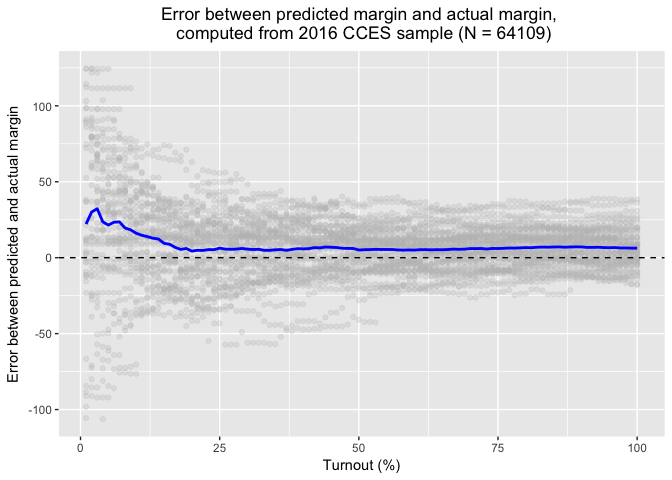 Error between predicted margin and actual margin,
computed from 2016 CCES sample (N = 64109)
Error between predicted and actual margin
100
50
0
-50
-100
0 25 50 75 100
Turnout (%)